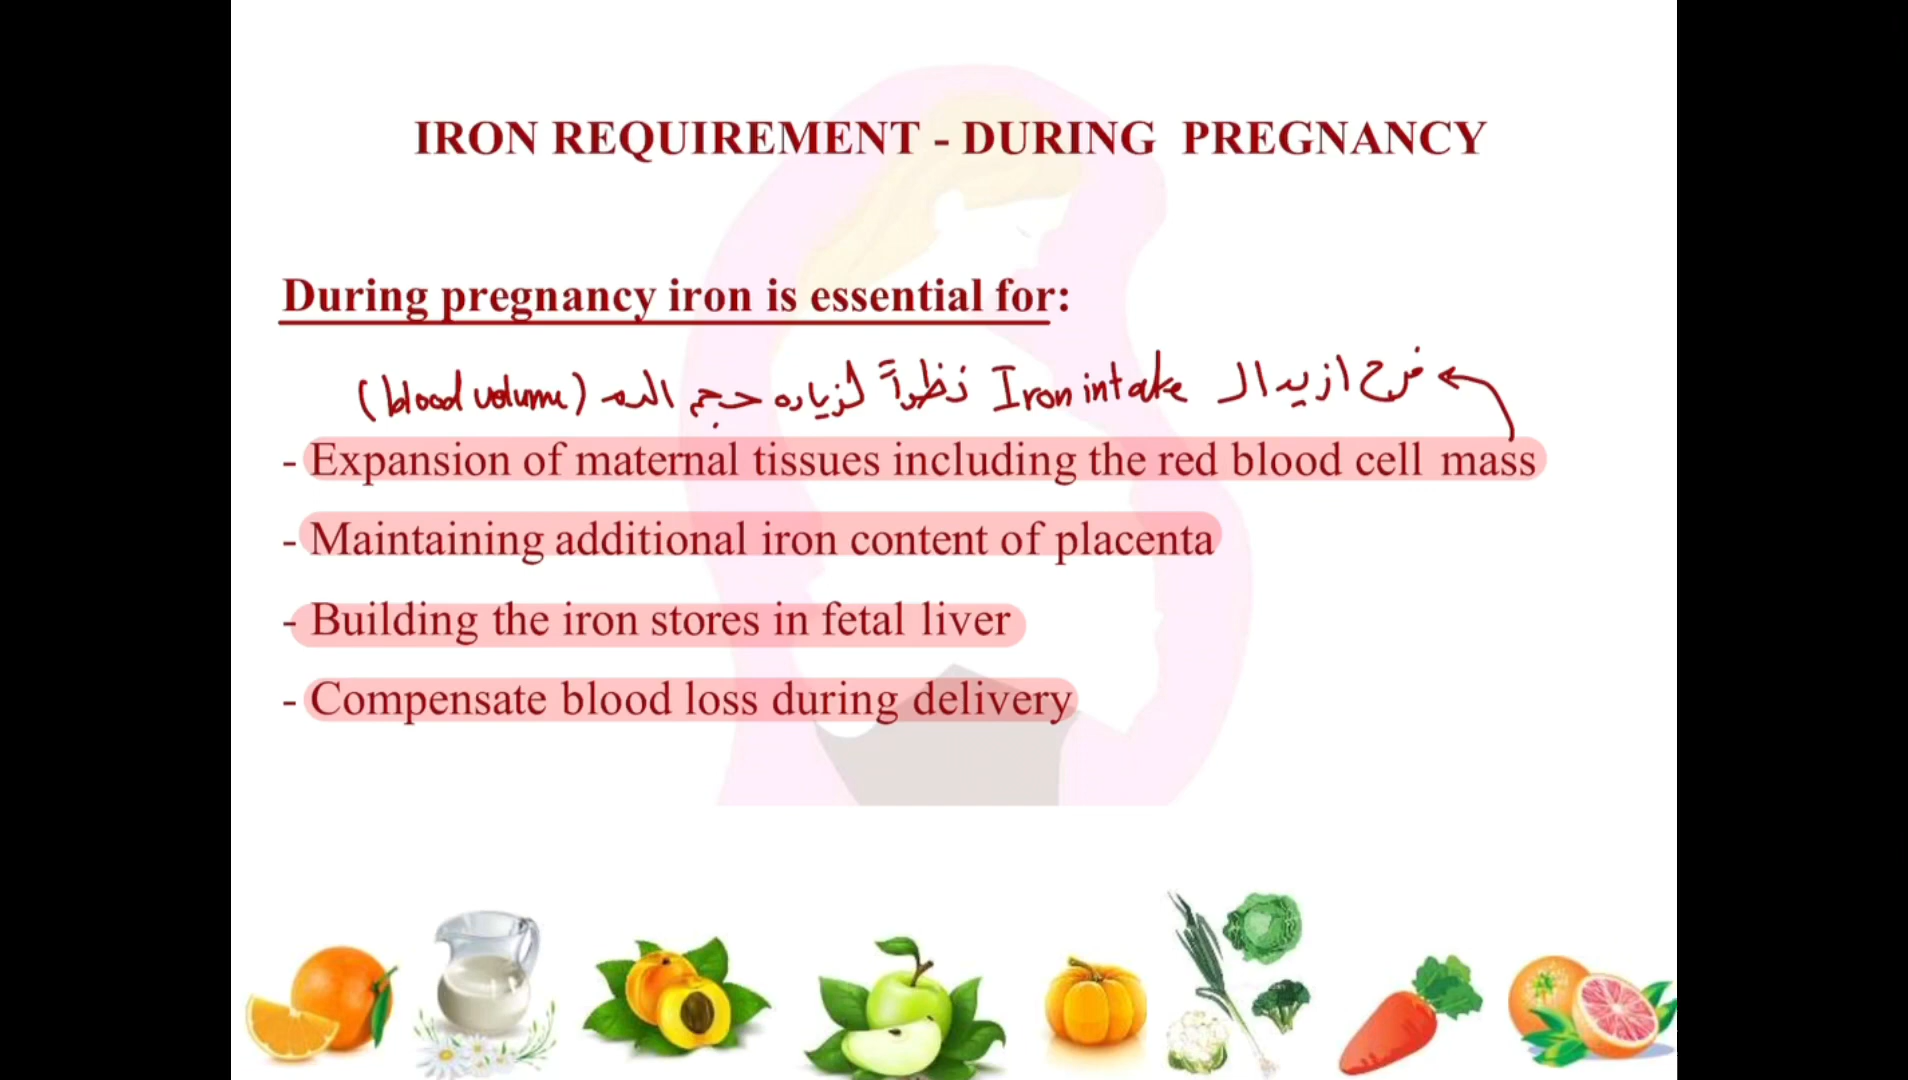 IRON REQUIREMENT - DURING PREGNANCY
During pregnancy iron is essential for:
فرح ازيد ال Iron intake نظراً لزياده حجم الدم (blood volume)
- Expansion of maternal tissues including the red blood cell mass
- Maintaining additional iron content of placenta
- Building the iron stores in fetal liver
- Compensate blood loss during delivery